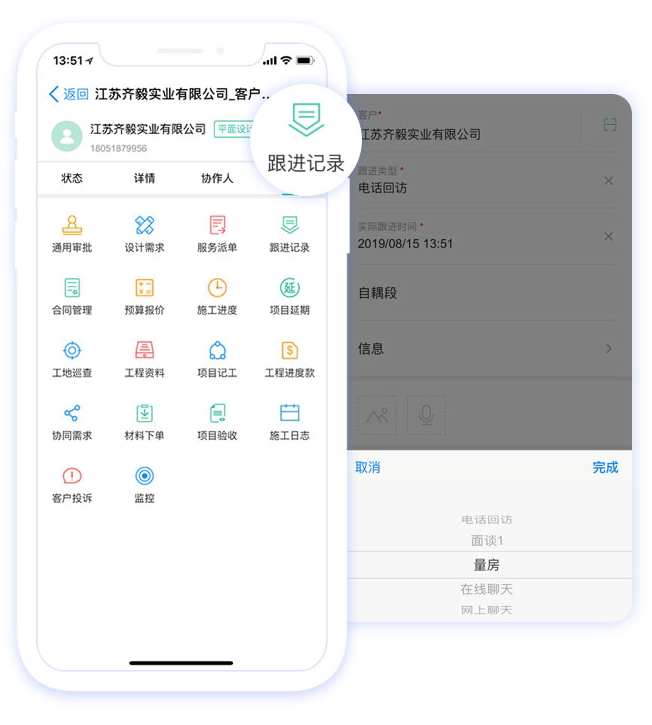 13:51
返回 江苏齐毅实业有限公司_客户...
江苏齐毅实业有限公司 平面设计
18051879956
状态 详情 协作人
跟进记录
通用审批 设计需求 服务派单 跟进记录
合同管理 预算报价 施工进度 项目延期
延
工地巡查 工程资料 项目记工 工程进度款
协同需求 材料下单 项目验收 施工日志
客户投诉 监控
客户*
江苏齐毅实业有限公司
跟进类型 *
电话回访
实际跟进时间 *
2019/08/15 13:51
自耦段
信息
取消 完成
电话回访
面谈1
量房
在线聊天
网上聊天